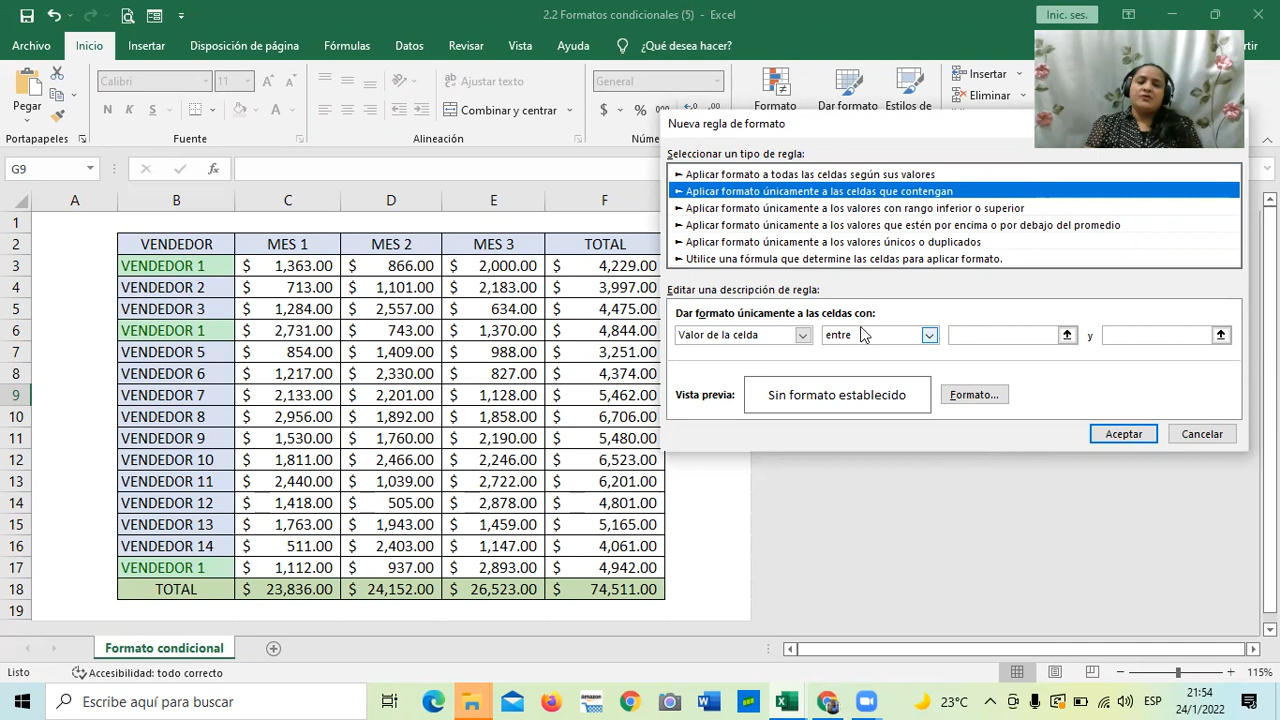 2.2 Formatos condicionales (5) - Excel
Inic. ses.
Archivo Inicio Insertar Disposición de página Fórmulas Datos Revisar Vista Ayuda ¿Qué desea hacer? rtir
Pegar
Calibri 11
N K S
Ajustar texto
Combinar y centrar
General
$ %
Formato Dar formato Estilos de
Insertar
Eliminar
Portapapeles Fuente Alineación Núme
G9 fx
Nueva regla de formato
Seleccionar un tipo de regla:
► Aplicar formato a todas las celdas según sus valores
► Aplicar formato únicamente a las celdas que contengan
► Aplicar formato únicamente a los valores con rango inferior o superior
► Aplicar formato únicamente a los valores que estén por encima o por debajo del promedio
► Aplicar formato únicamente a los valores únicos o duplicados
► Utilice una fórmula que determine las celdas para aplicar formato.
Editar una descripción de regla:
Dar formato únicamente a las celdas con:
Valor de la celda entre y
Vista previa: Sin formato establecido Formato...
Aceptar Cancelar
A B C D E F
1
2 VENDEDOR MES 1 MES 2 MES 3 TOTAL
3 VENDEDOR 1 $ 1,363.00 $ 866.00 $ 2,000.00 $ 4,229.00
4 VENDEDOR 2 $ 713.00 $ 1,101.00 $ 2,183.00 $ 3,997.00
5 VENDEDOR 3 $ 1,284.00 $ 2,557.00 $ 634.00 $ 4,475.00
6 VENDEDOR 1 $ 2,731.00 $ 743.00 $ 1,370.00 $ 4,844.00
7 VENDEDOR 5 $ 854.00 $ 1,409.00 $ 988.00 $ 3,251.00
8 VENDEDOR 6 $ 1,217.00 $ 2,330.00 $ 827.00 $ 4,374.00
9 VENDEDOR 7 $ 2,133.00 $ 2,201.00 $ 1,128.00 $ 5,462.00
10 VENDEDOR 8 $ 2,956.00 $ 1,892.00 $ 1,858.00 $ 6,706.00
11 VENDEDOR 9 $ 1,530.00 $ 1,760.00 $ 2,190.00 $ 5,480.00
12 VENDEDOR 10 $ 1,811.00 $ 2,466.00 $ 2,246.00 $ 6,523.00
13 VENDEDOR 11 $ 2,440.00 $ 1,039.00 $ 2,722.00 $ 6,201.00
14 VENDEDOR 12 $ 1,418.00 $ 505.00 $ 2,878.00 $ 4,801.00
15 VENDEDOR 13 $ 1,763.00 $ 1,943.00 $ 1,459.00 $ 5,165.00
16 VENDEDOR 14 $ 511.00 $ 2,403.00 $ 1,147.00 $ 4,061.00
17 VENDEDOR 1 $ 1,112.00 $ 937.00 $ 2,893.00 $ 4,942.00
18 TOTAL $ 23,836.00 $ 24,152.00 $ 26,523.00 $ 74,511.00
19
Formato condicional
Listo Accesibilidad: todo correcto 115%
Escribe aquí para buscar amazon 23°C ESP 21:54
24/1/2022